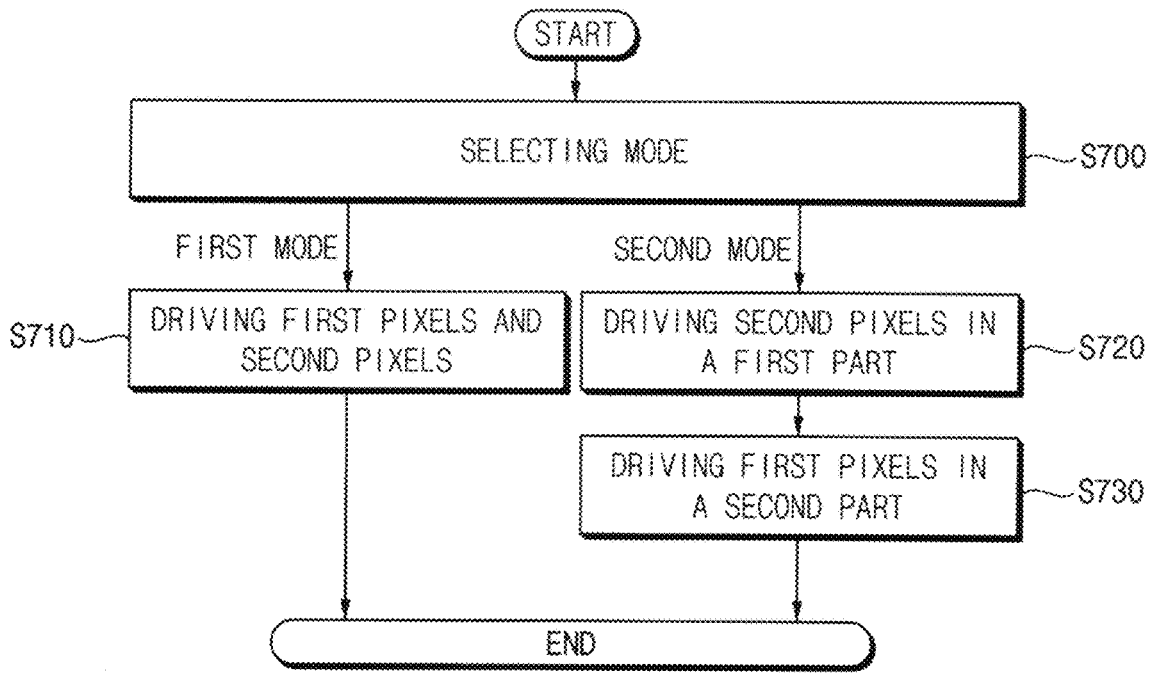 START
SELECTING MODE
S700
FIRST MODE
SECOND MODE
S710
DRIVING FIRST PIXELS AND
SECOND PIXELS
DRIVING SECOND PIXELS IN
A FIRST PART
S720
DRIVING FIRST PIXELS IN
A SECOND PART
S730
END